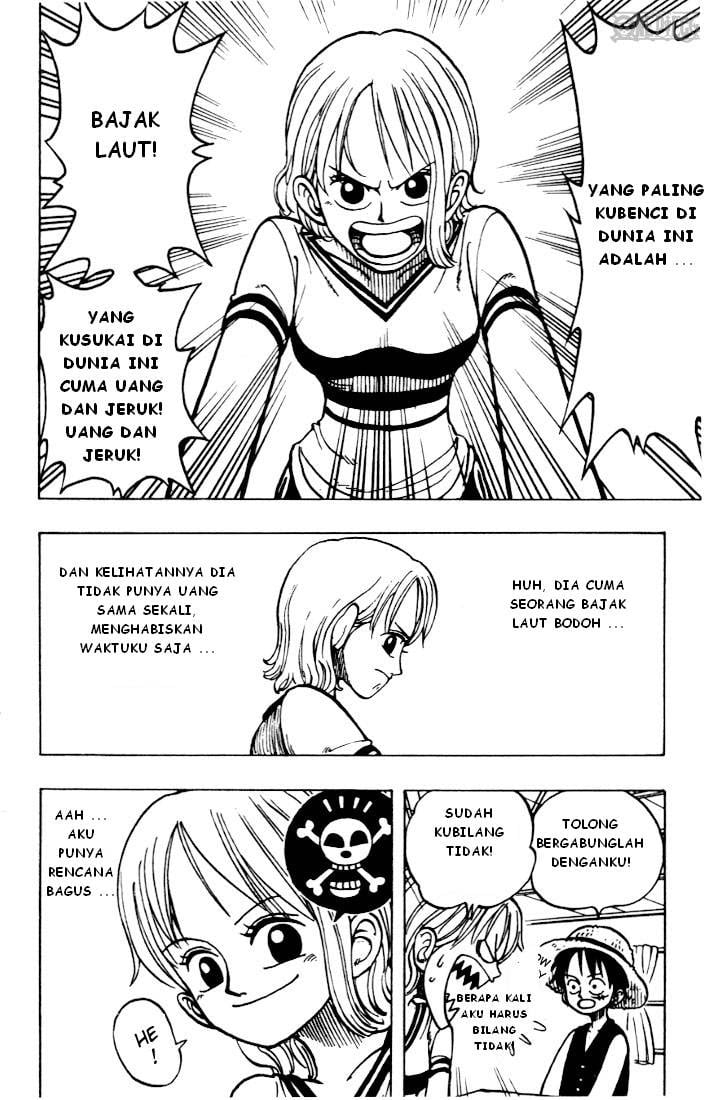 YANG PALING
KUBENCI DI
DUNIA INI
ADALAH ...
BAJAK
LAUT!
YANG
KUSUKAI DI
DUNIA INI
CUMA UANG
DAN JERUK!
UANG DAN
JERUK!
HUH, DIA CUMA
SEORANG BAJAK
LAUT BODOH ...
DAN KELIHATANNYA DIA
TIDAK PUNYA UANG
SAMA SEKALI,
MENGHABISKAN
WAKTUKU SAJA ...
TOLONG
BERGABUNGLAH
DENGANKU!
SUDAH
KUBILANG
TIDAK!
BERAPA KALI
AKU HARUS
BILANG
TIDAK!
AAH ...
AKU
PUNYA
RENCANA
BAGUS ...
HE
!